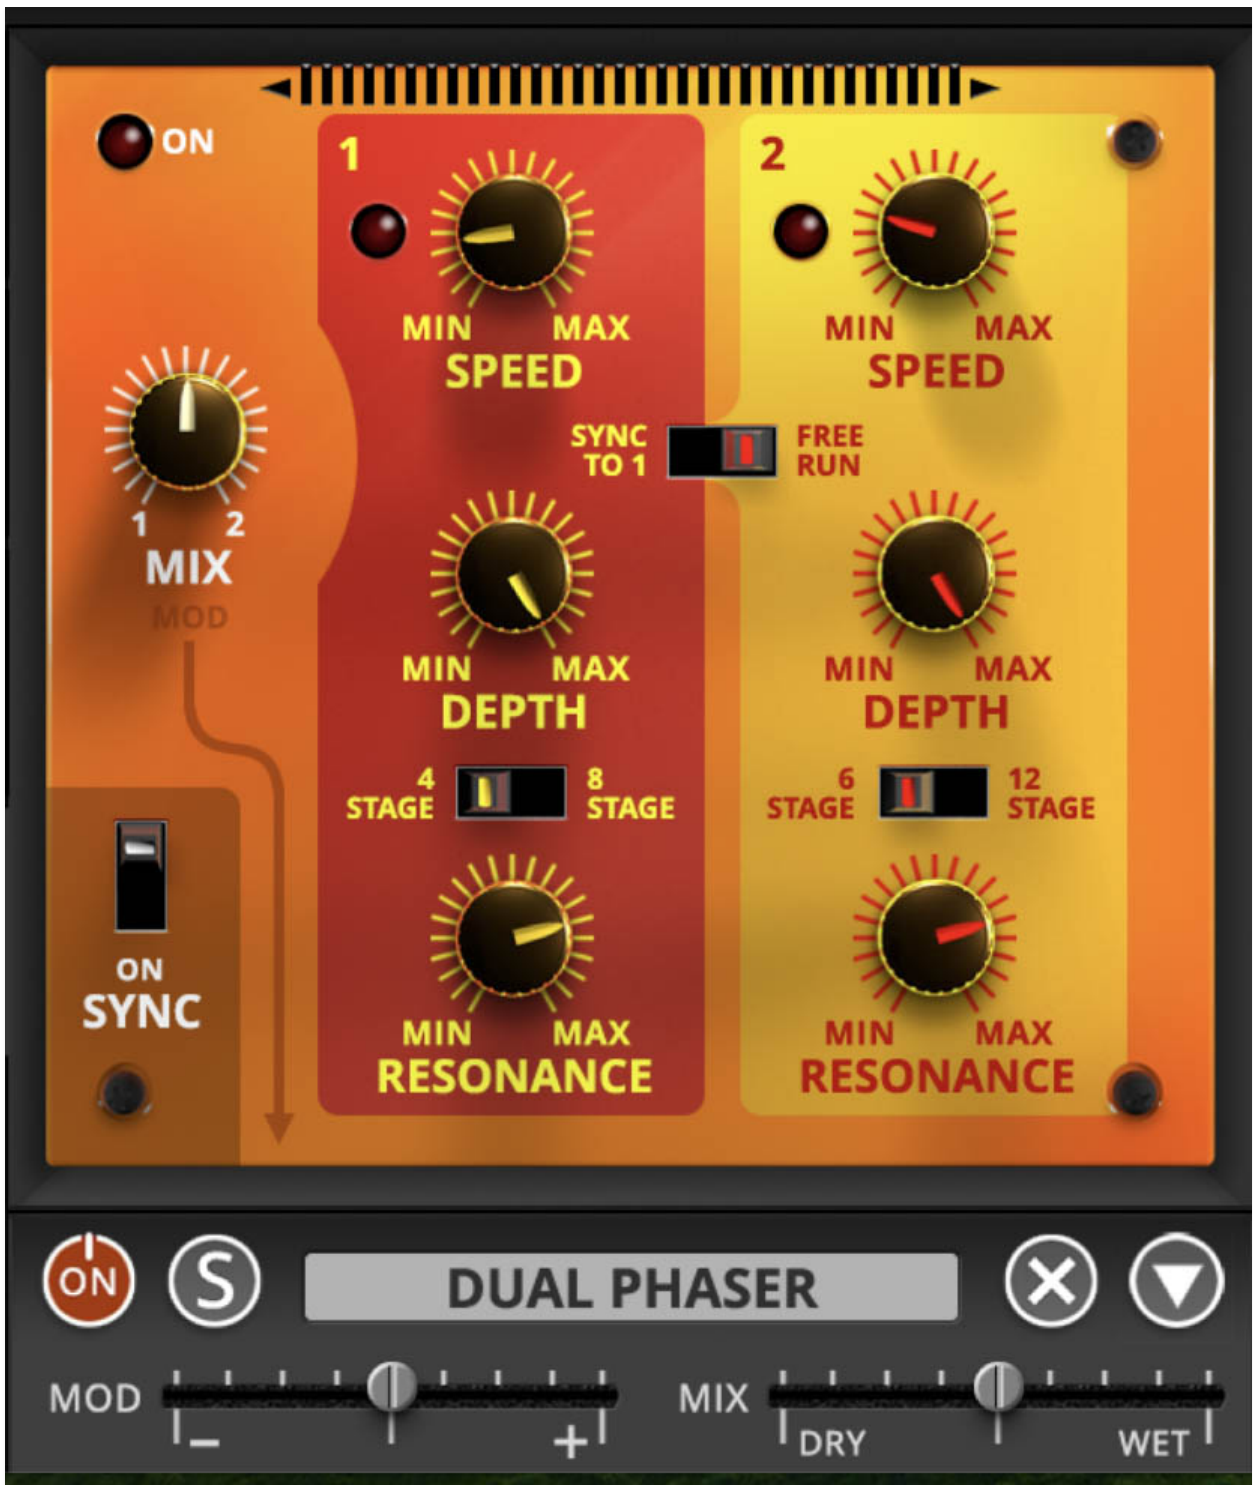 ON
1
MIN MAX
SPEED
2
MIN MAX
SPEED
SYNC
TO 1
FREE
RUN
1 2
MIX
MOD
MIN MAX
DEPTH
MIN MAX
DEPTH
4
STAGE
8
STAGE
6
STAGE
12
STAGE
ON
SYNC
MIN MAX
RESONANCE
MIN MAX
RESONANCE
ON
S
DUAL PHASER
MOD
− +
MIX
DRY WET